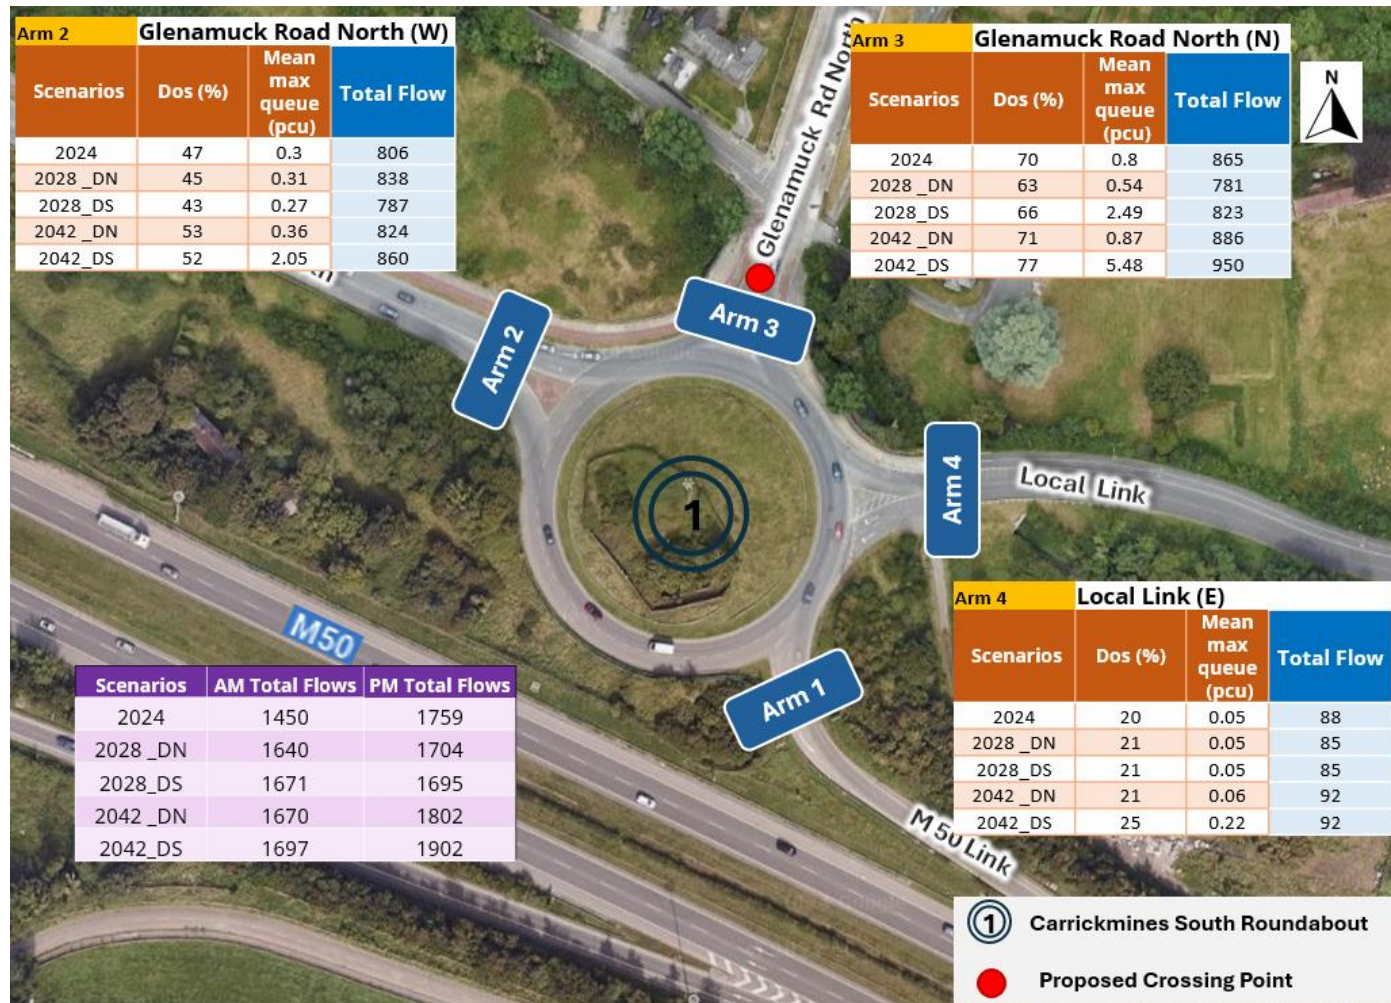 Arm 2 Glenamuck Road North (W)
Scenarios Dos (%) Mean max queue (pcu) Total Flow
2024 47 0.3 806
2028 _DN 45 0.31 838
2028_DS 43 0.27 787
2042 _DN 53 0.36 824
2042_DS 52 2.05 860
Arm 3 Glenamuck Road North (N)
Scenarios Dos (%) Mean max queue (pcu) Total Flow
2024 70 0.8 865
2028 _DN 63 0.54 781
2028_DS 66 2.49 823
2042 _DN 71 0.87 886
2042_DS 77 5.48 950
N
Glenamuck Rd North
Arm 3
Arm 2
Arm 4
Local Link
1
M50
Arm 1
M 50 Link
Arm 4 Local Link (E)
Scenarios Dos (%) Mean max queue (pcu) Total Flow
2024 20 0.05 88
2028 _DN 21 0.05 85
2028_DS 21 0.05 85
2042 _DN 21 0.06 92
2042_DS 25 0.22 92
Scenarios AM Total Flows PM Total Flows
2024 1450 1759
2028 _DN 1640 1704
2028_DS 1671 1695
2042 _DN 1670 1802
2042_DS 1697 1902
1 Carrickmines South Roundabout
Proposed Crossing Point